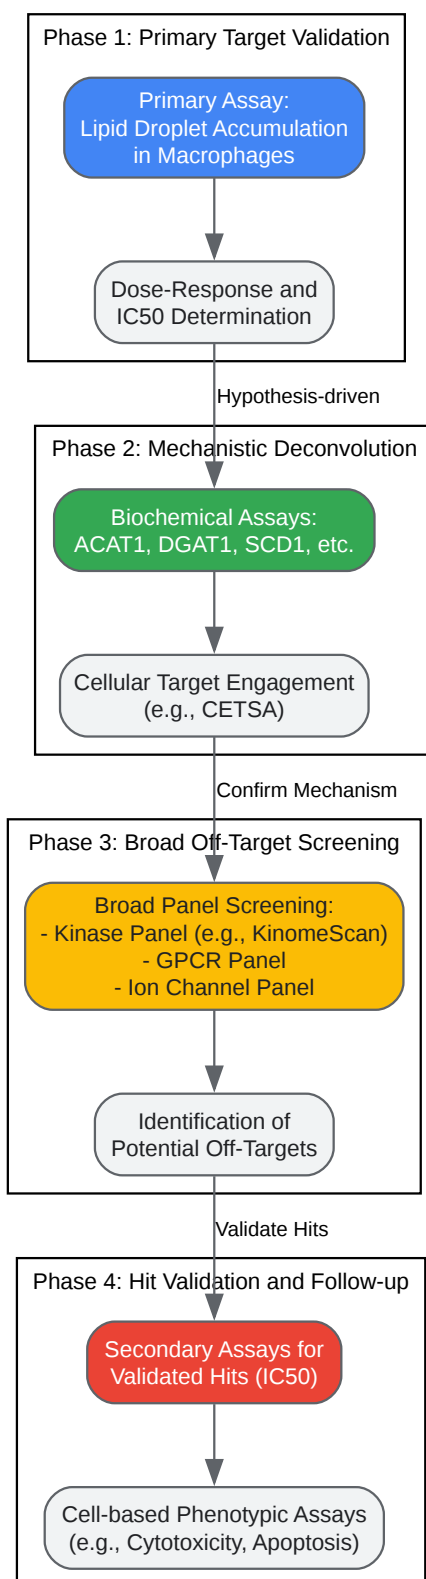 Phase 1: Primary Target Validation
Primary Assay:
Lipid Droplet Accumulation
in Macrophages
Dose-Response and
IC50 Determination
Hypothesis-driven
Phase 2: Mechanistic Deconvolution
Biochemical Assays:
ACAT1, DGAT1, SCD1, etc.
Cellular Target Engagement
(e.g., CETSA)
Confirm Mechanism
Phase 3: Broad Off-Target Screening
Broad Panel Screening:
- Kinase Panel (e.g., KinomeScan)
- GPCR Panel
- Ion Channel Panel
Identification of
Potential Off-Targets
Validate Hits
Phase 4: Hit Validation and Follow-up
Secondary Assays for
Validated Hits (IC50)
Cell-based Phenotypic Assays
(e.g., Cytotoxicity, Apoptosis)